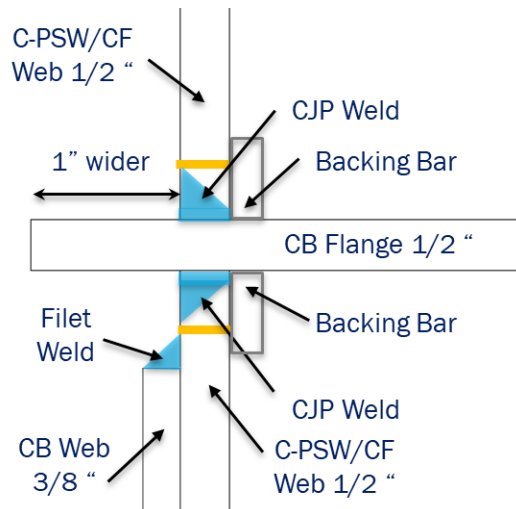 C-PSW/CF
Web 1/2 “
CJP Weld
1” wider
Backing Bar
CB Flange 1/2 “
Filet
Weld
Backing Bar
CJP Weld
CB Web
3/8 “
C-PSW/CF
Web 1/2 “